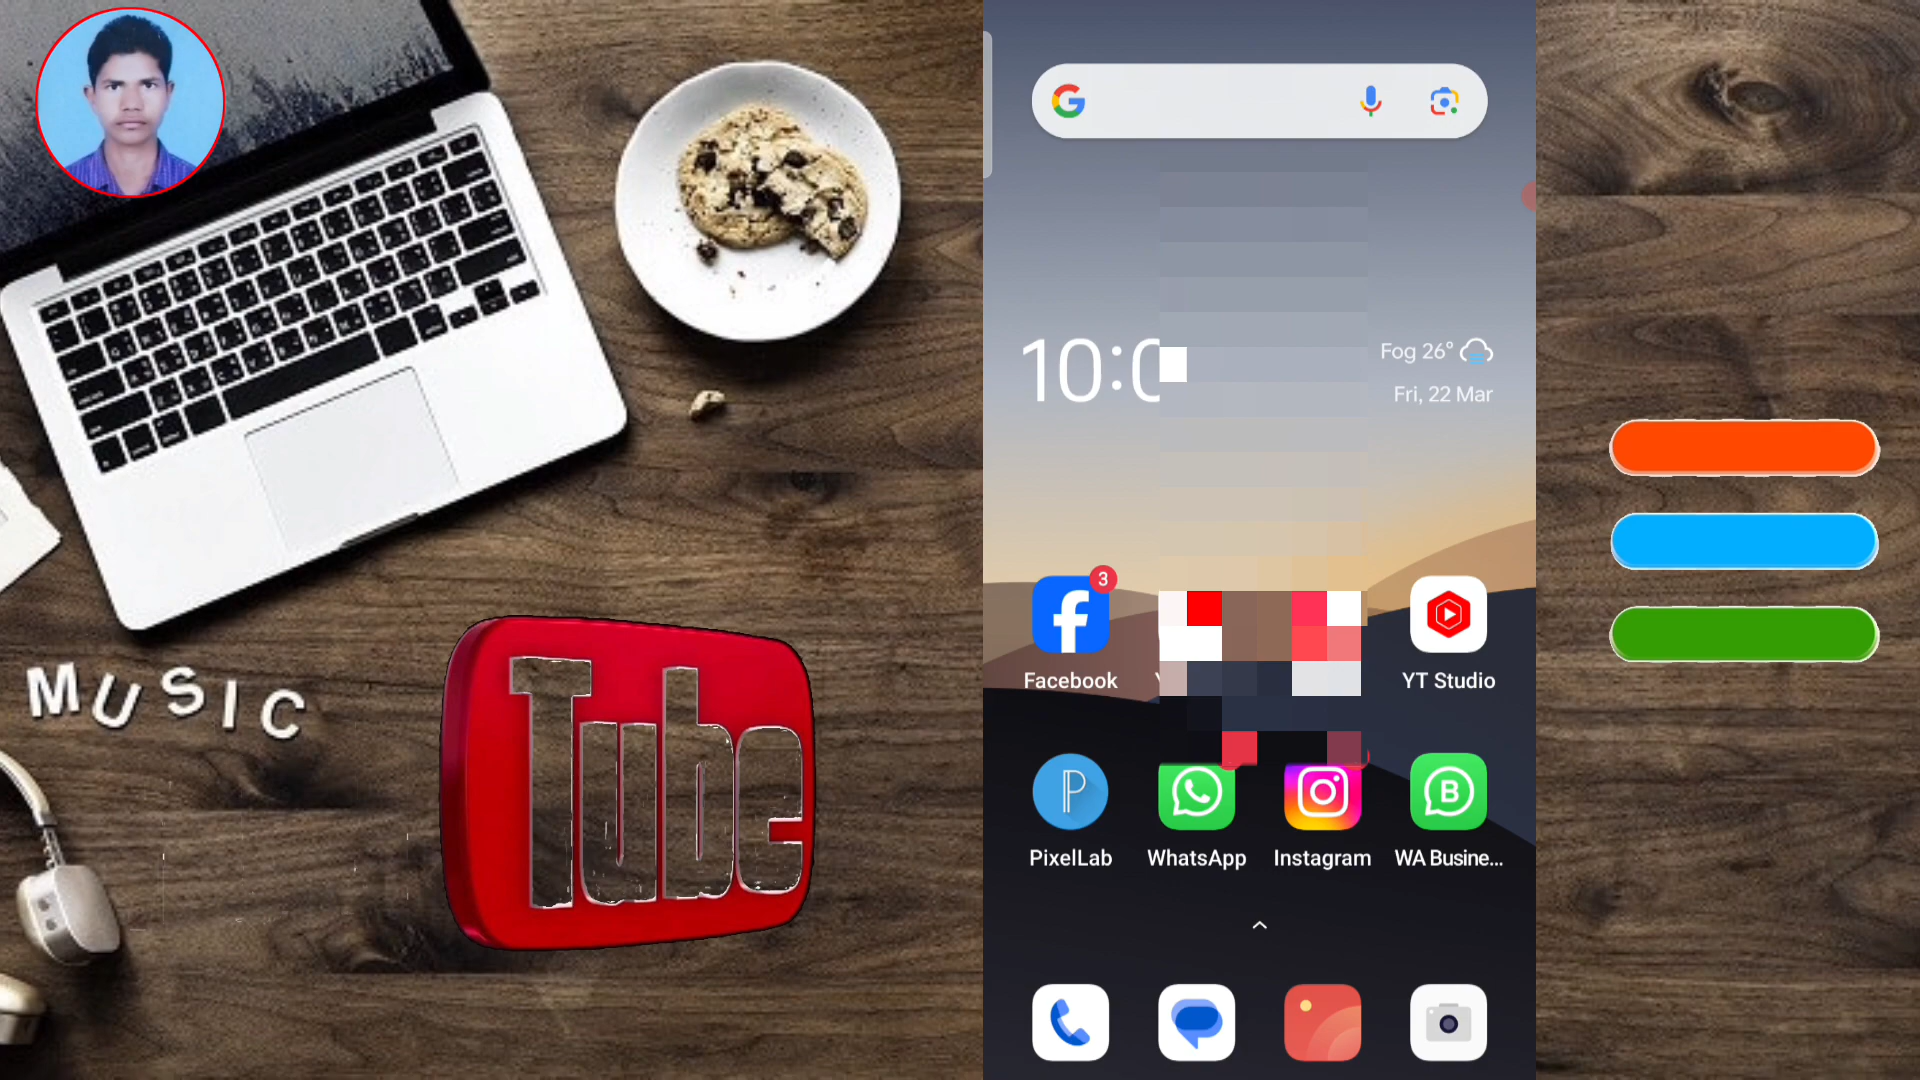 10:0
Fog 26°
Fri, 22 Mar
3
Facebook
YT Studio
MUSIC
Tube
P
B
PixelLab
WhatsApp
Instagram
WA Busine...